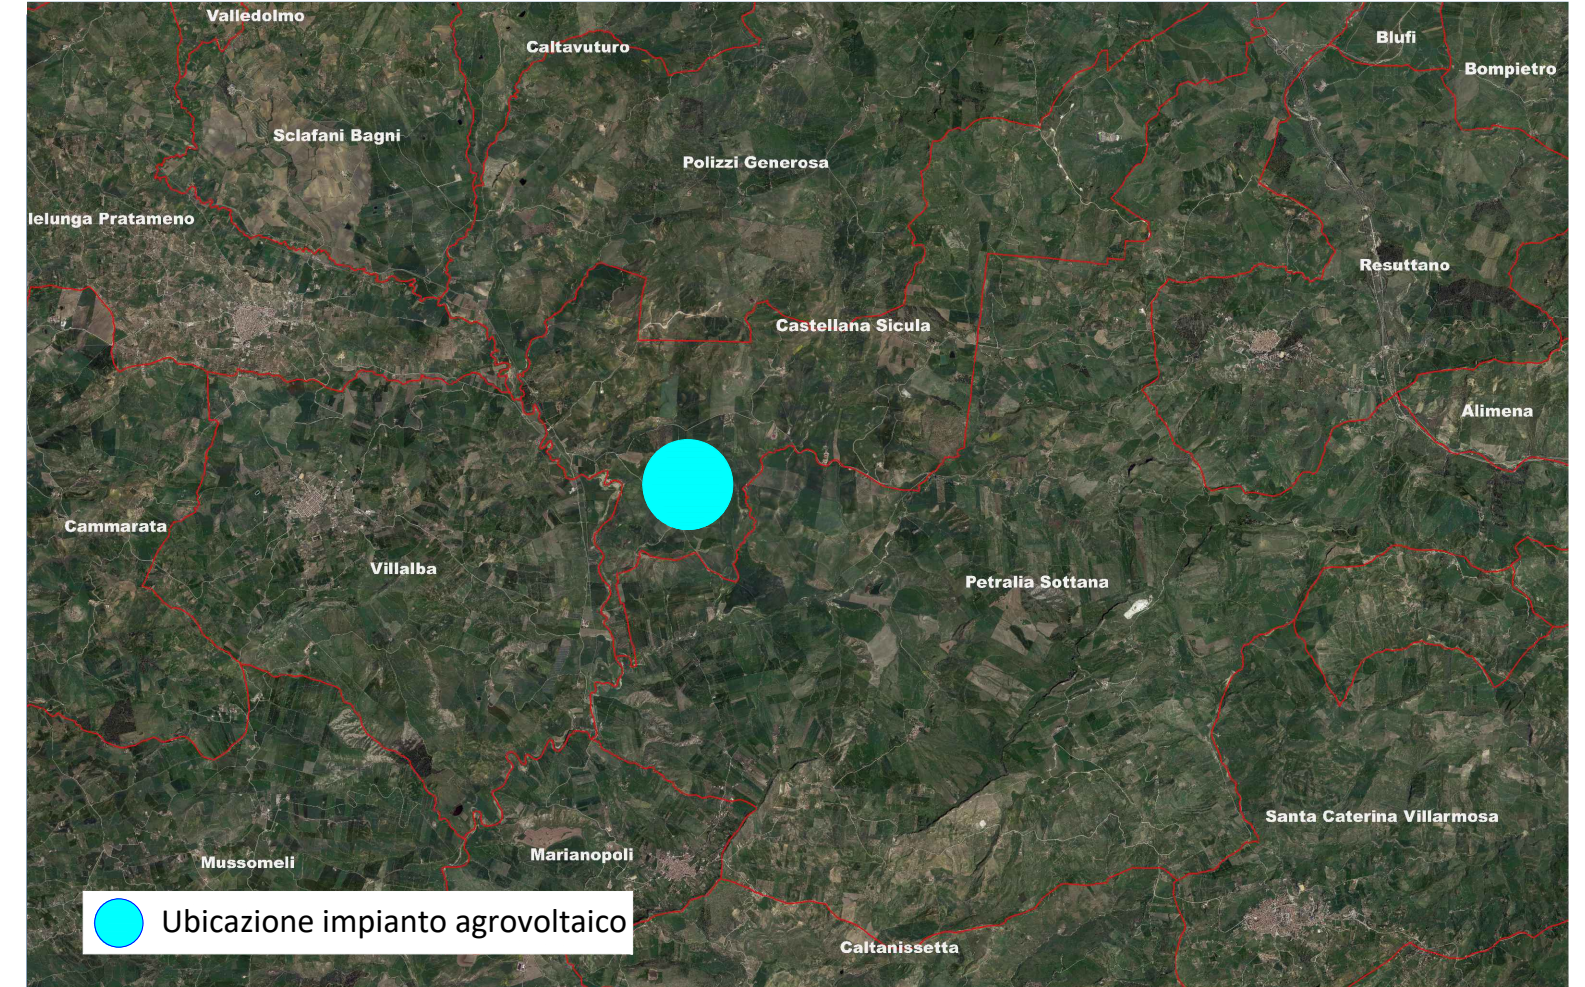 Valledolmo
Caltavuturo
Blufi
Bompietro
Sclafani Bagni
Polizzi Generosa
lelunga Pratameno
Resuttano
Castellana Sicula
Alimena
Cammarata
Villalba
Petralia Sottana
Santa Caterina Villarmosa
Marianopoli
Mussomeli
Ubicazione impianto agrovoltaico
Caltanissetta